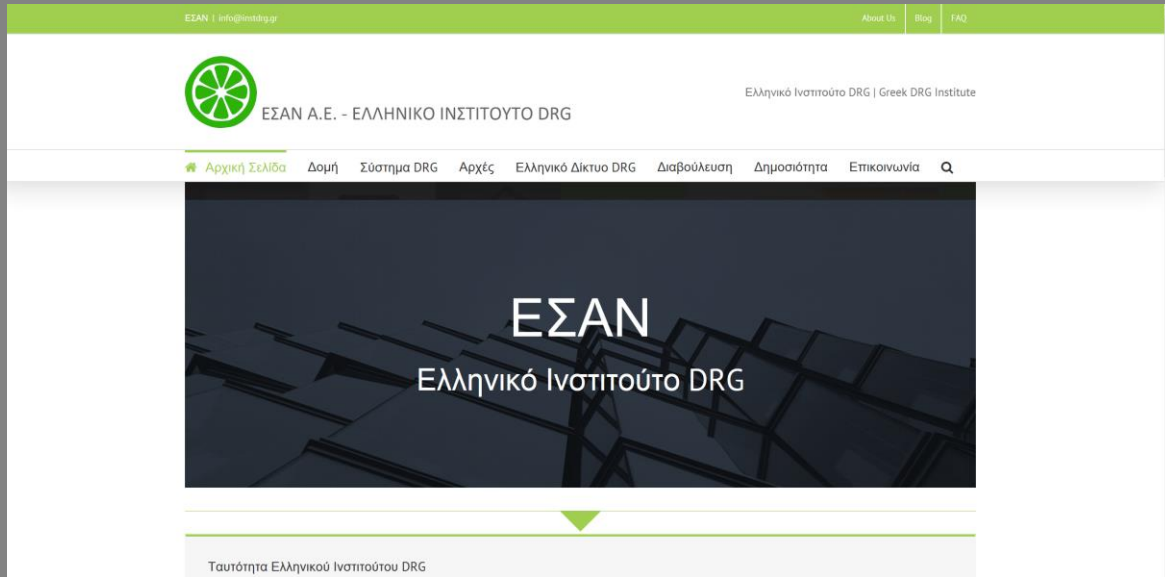 ΕΣΑΝ | info@instdrg.gr
About Us | Blog | FAQ
ΕΣΑΝ Α.Ε. - ΕΛΛΗΝΙΚΟ ΙΝΣΤΙΤΟΥΤΟ DRG
Ελληνικό Ινστιτούτο DRG | Greek DRG Institute
Αρχική Σελίδα Δομή Σύστημα DRG Αρχές Ελληνικό Δίκτυο DRG Διαβούλευση Δημοσιότητα Επικοινωνία
ΕΣΑΝ
Ελληνικό Ινστιτούτο DRG
Ταυτότητα Ελληνικού Ινστιτούτου DRG